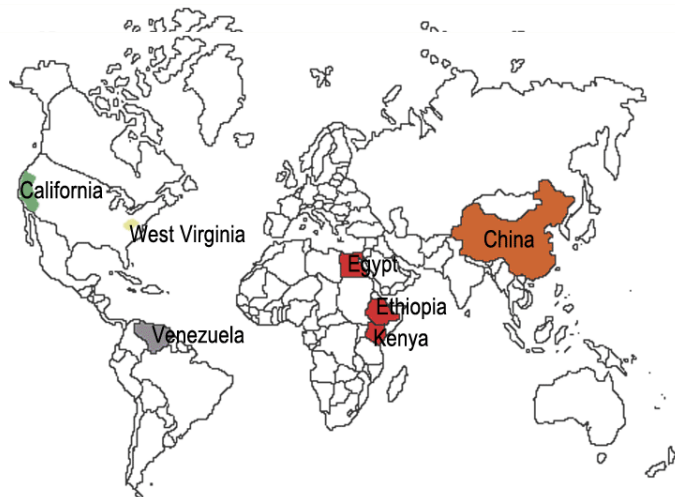 California
West Virginia
China
Egypt
Ethiopia
Venezuela
Kenya